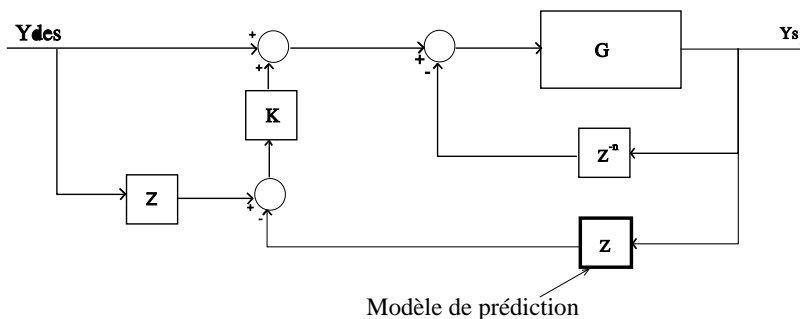 Ydes
Ys
+
+
+
-
G
K
z⁻ⁿ
z
+
-
z
Modèle de prédiction